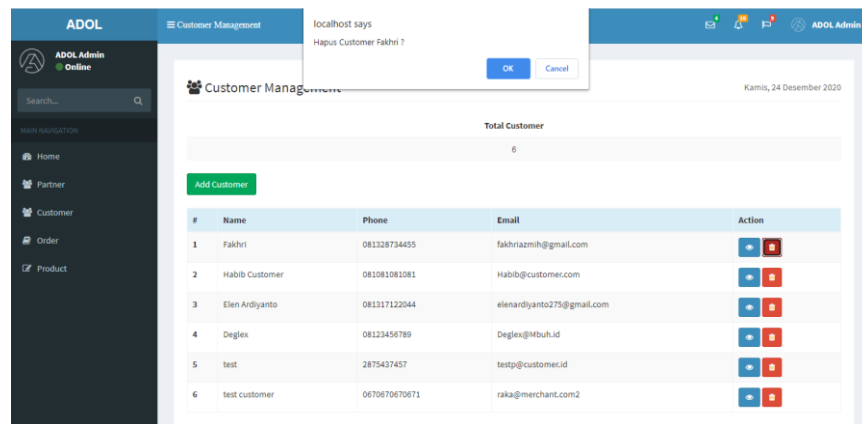 ADOL
Customer Management
localhost says
Hapus Customer Fakhri ?
OK
Cancel
ADOL Admin
ADOL Admin
Online
Search...
MAIN NAVIGATION
Home
Partner
Customer
Order
Product
Customer Management
Kamis, 24 Desember 2020
Total Customer
6
Add Customer
# Name Phone Email Action
1 Fakhri 081328734455 fakhriazmih@gmail.com
2 Habib Customer 081081081081 Habib@customer.com
3 Elen Ardiyanto 081317122044 elenardiyanto275@gmail.com
4 Deglex 08123456789 Deglex@Mbuh.id
5 test 2875437457 testp@customer.id
6 test customer 0670670670671 raka@merchant.com2